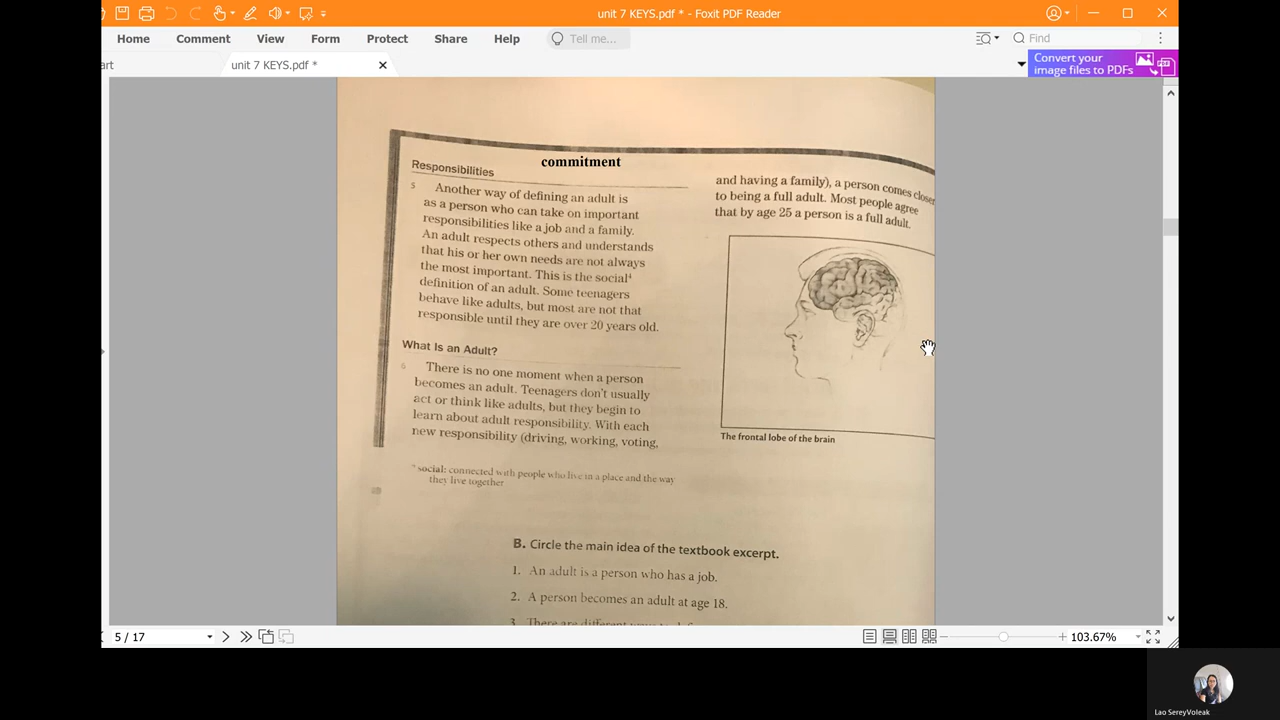 unit 7 KEYS.pdf * - Foxit PDF Reader
Home Comment View Form Protect Share Help Tell me... Find
art unit 7 KEYS.pdf *
Convert your
image files to PDFs
commitment
Responsibilities
5 Another way of defining an adult is
as a person who can take on important
responsibilities like a job and a family.
An adult respects others and understands
that his or her own needs are not always
the most important. This is the social⁴
definition of an adult. Some teenagers
behave like adults, but most are not that
responsible until they are over 20 years old.
What Is an Adult?
6 There is no one moment when a person
becomes an adult. Teenagers don't usually
act or think like adults, but they begin to
learn about adult responsibility. With each
new responsibility (driving, working, voting,
and having a family), a person comes closer
to being a full adult. Most people agree
that by age 25 a person is a full adult.
The frontal lobe of the brain
⁴ social: connected with people who live in a place and the way
they live together
B. Circle the main idea of the textbook excerpt.
1. An adult is a person who has a job.
2. A person becomes an adult at age 18.
3. There are different ways
5 / 17
103.67%
Lao SereyVoleak